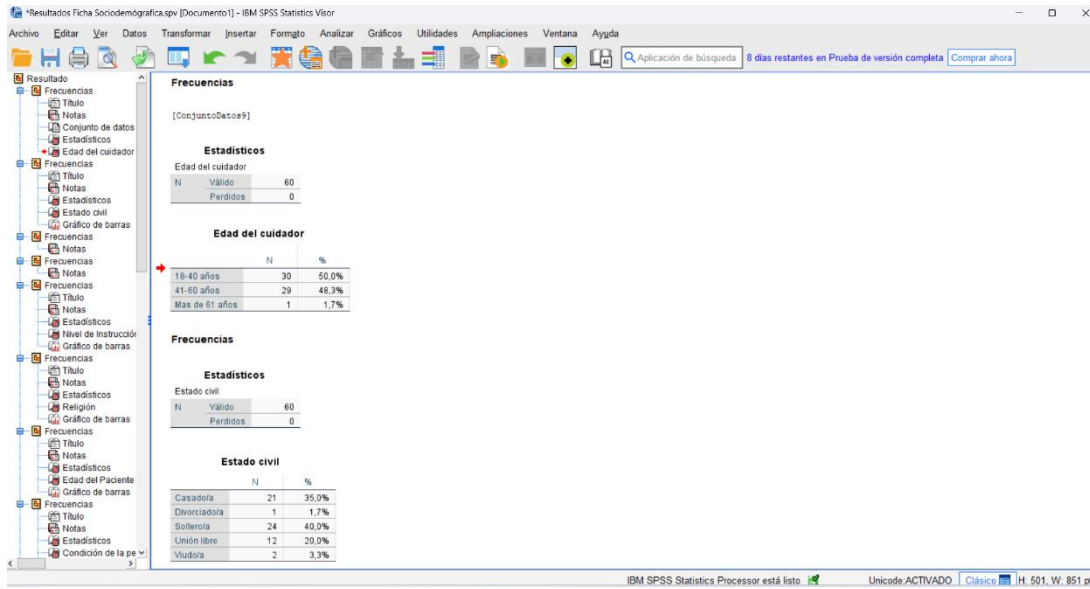 *Resultados Ficha Sociodemógrafica.spv [Documento1] - IBM SPSS Statistics Visor
Archivo Editar Ver Datos Transformar Insertar Formato Analizar Gráficos Utilidades Ampliaciones Ventana Ayuda
Aplicación de búsqueda 8 días restantes en Prueba de versión completa Comprar ahora
Resultado
Frecuencias
Título
Notas
Conjunto de datos
Estadísticos
Edad del cuidador
Frecuencias
Título
Notas
Estadísticos
Estado civil
Gráfico de barras
Frecuencias
Notas
Frecuencias
Notas
Frecuencias
Título
Notas
Estadísticos
Nivel de Instrucción
Gráfico de barras
Frecuencias
Título
Notas
Estadísticos
Religión
Gráfico de barras
Frecuencias
Título
Notas
Estadísticos
Edad del Paciente
Gráfico de barras
Frecuencias
Título
Notas
Estadísticos
Condición de la pe
Frecuencias
[ConjuntoDatos9]
Estadísticos
Edad del cuidador
N Válido 60
Perdidos 0
Edad del cuidador
N %
18-40 años 30 50,0%
41-60 años 29 48,3%
Mas de 61 años 1 1,7%
Frecuencias
Estadísticos
Estado civil
N Válido 60
Perdidos 0
Estado civil
N %
Casado/a 21 35,0%
Divorciado/a 1 1,7%
Soltero/a 24 40,0%
Unión libre 12 20,0%
Viudo/a 2 3,3%
IBM SPSS Statistics Processor está listo Unicode:ACTIVADO Clásico H: 501, W: 851 p